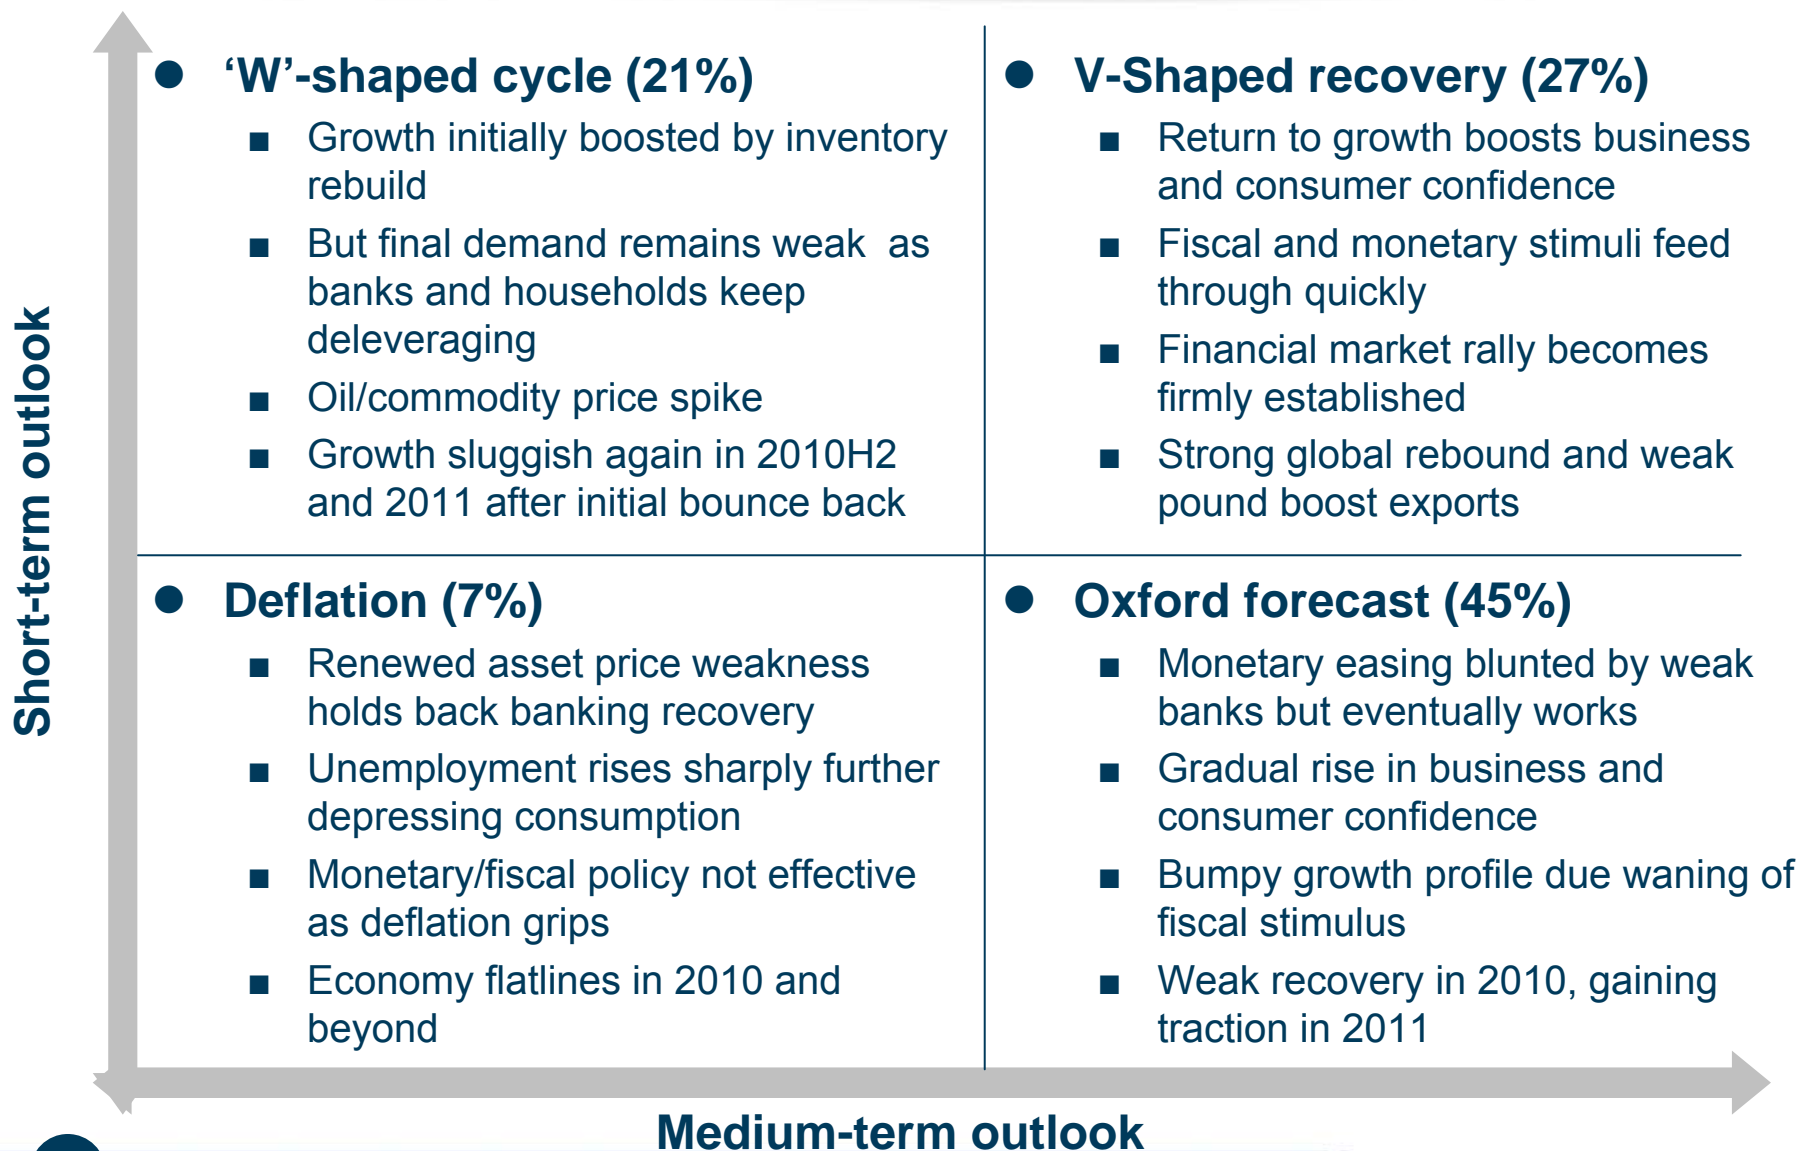 Short-term outlook
● ‘W’-shaped cycle (21%)
■ Growth initially boosted by inventory
rebuild
■ But final demand remains weak  as
banks and households keep
deleveraging
■ Oil/commodity price spike
■ Growth sluggish again in 2010H2
and 2011 after initial bounce back
● V-Shaped recovery (27%)
■ Return to growth boosts business
and consumer confidence
■ Fiscal and monetary stimuli feed
through quickly
■ Financial market rally becomes
firmly established
■ Strong global rebound and weak
pound boost exports
● Deflation (7%)
■ Renewed asset price weakness
holds back banking recovery
■ Unemployment rises sharply further
depressing consumption
■ Monetary/fiscal policy not effective
as deflation grips
■ Economy flatlines in 2010 and
beyond
● Oxford forecast (45%)
■ Monetary easing blunted by weak
banks but eventually works
■ Gradual rise in business and
consumer confidence
■ Bumpy growth profile due waning of
fiscal stimulus
■ Weak recovery in 2010, gaining
traction in 2011
Medium-term outlook